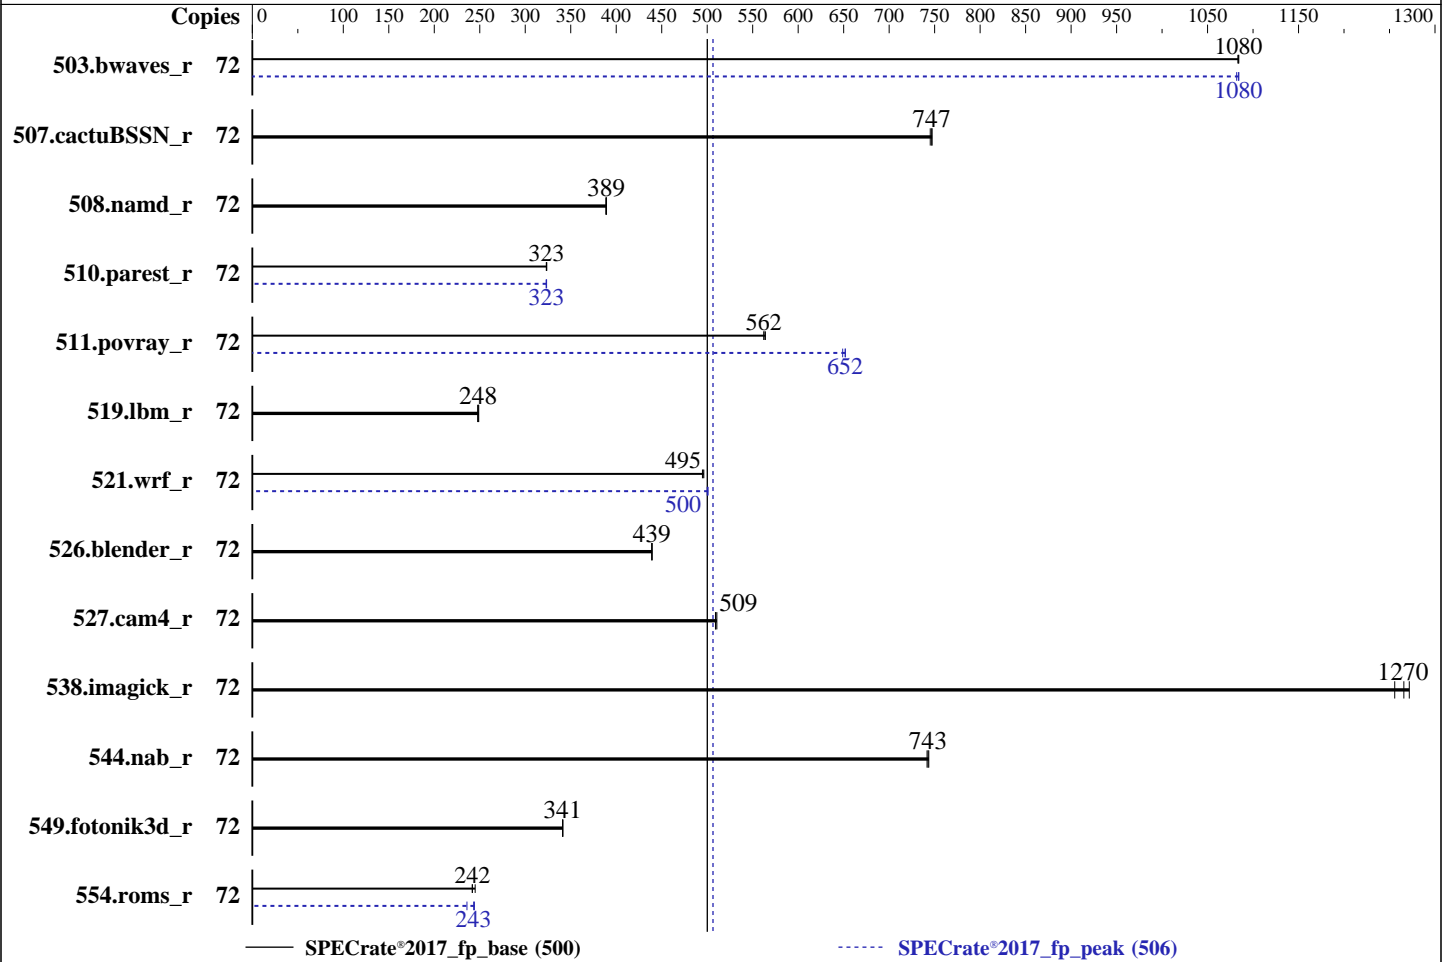 Copies 0 100 150 200 250 300 350 400 450 500 550 600 650 700 750 800 850 900 950 1050 1150 1300
503.bwaves_r 72 1080
1080
507.cactuBSSN_r 72 747
508.namd_r 72 389
510.parest_r 72 323
323
511.povray_r 72 562
652
519.lbm_r 72 248
521.wrf_r 72 495
500
526.blender_r 72 439
527.cam4_r 72 509
538.imagick_r 72 1270
544.nab_r 72 743
549.fotonik3d_r 72 341
554.roms_r 72 242
243
SPECrate®2017_fp_base (500) SPECrate®2017_fp_peak (506)